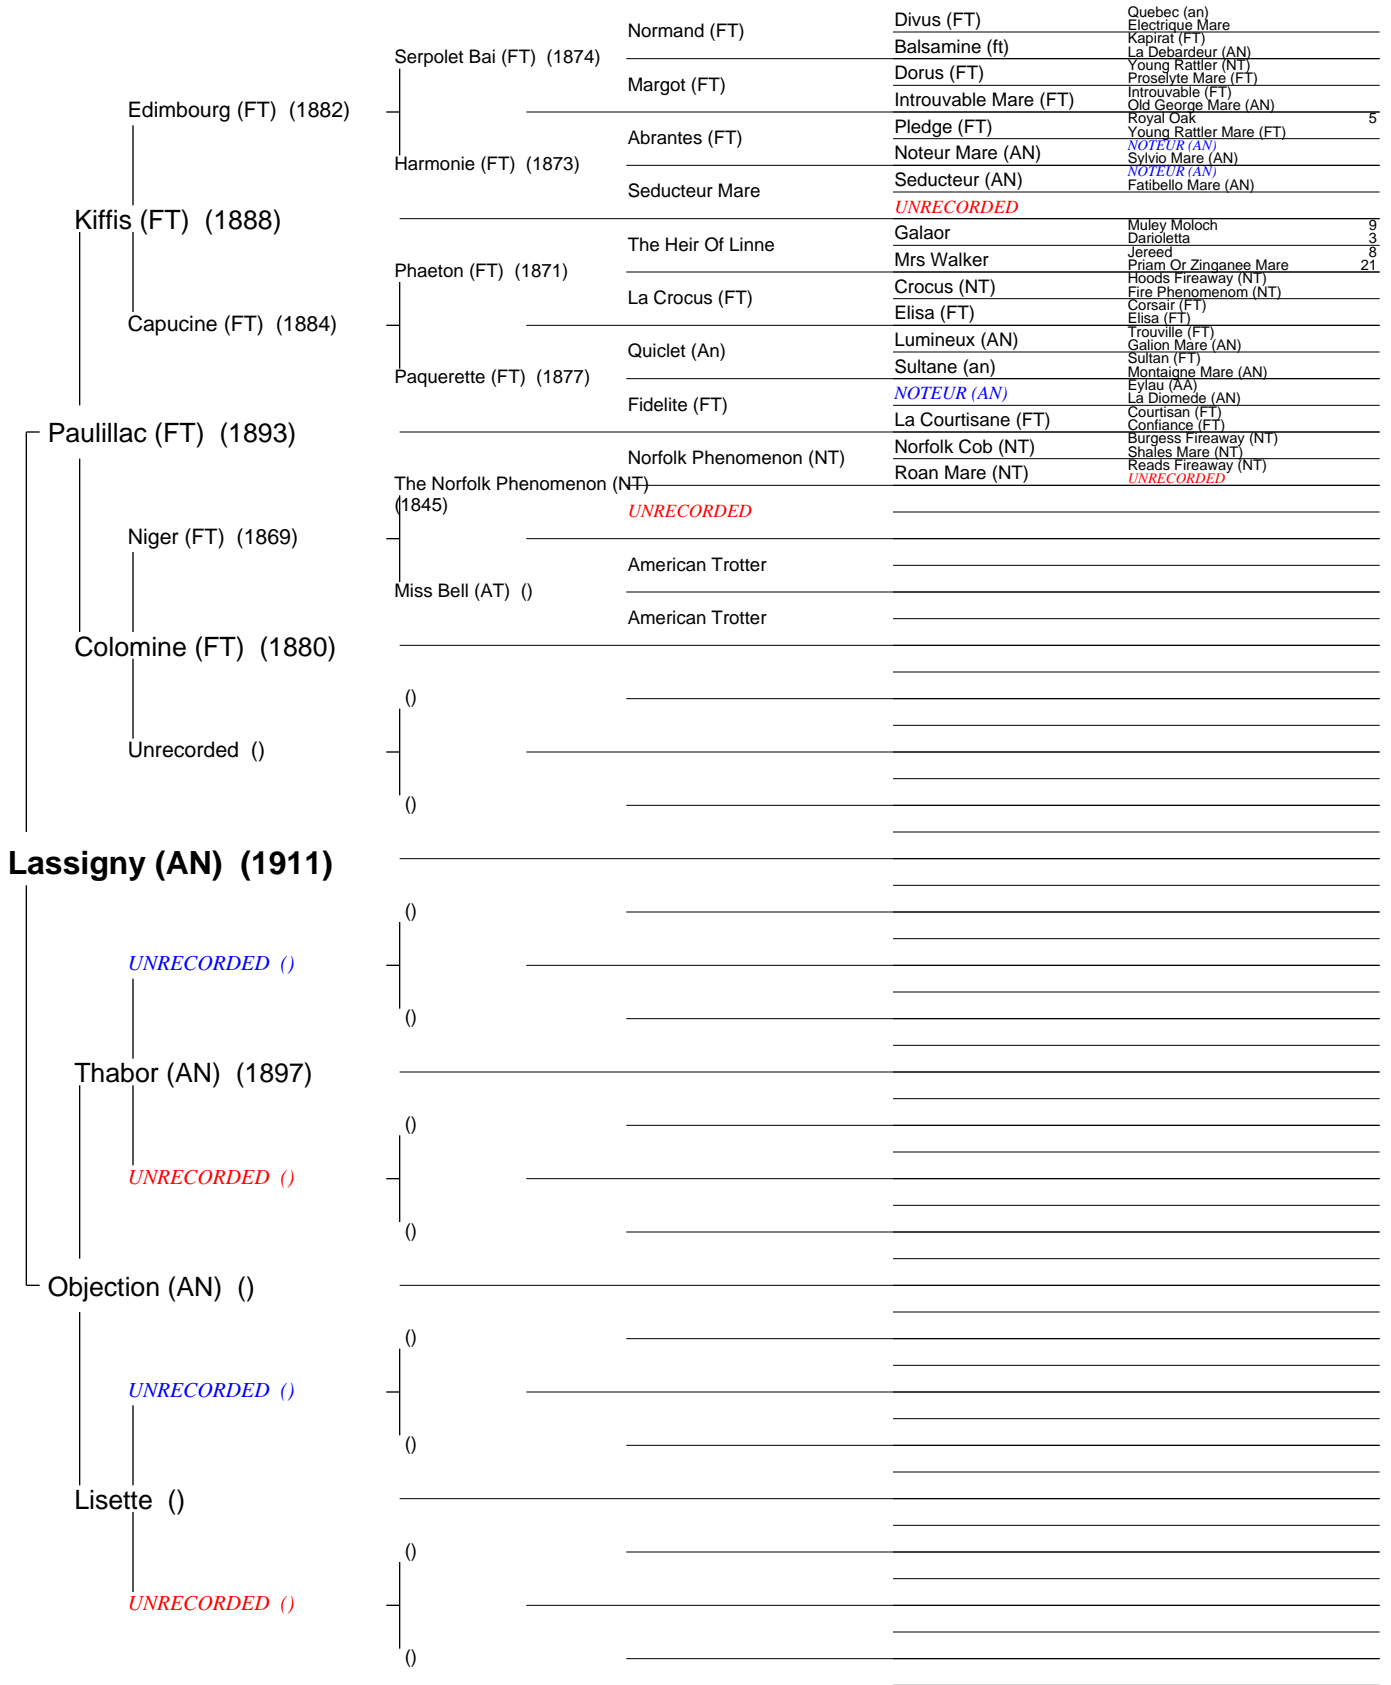 Quebec (an)
Divus (FT)
Electrique Mare
Normand (FT)
Kapirat (FT)
Balsamine (ft)
La Debardeur (AN)
Serpolet Bai (FT) (1874)
Young Rattler (NT)
Dorus (FT)
Proselyte Mare (FT)
Margot (FT)
Introuvable (FT)
Introuvable Mare (FT)
Old George Mare (AN)
Edimbourg (FT) (1882)
Royal Oak 5
Pledge (FT)
Young Rattler Mare (FT)
Abrantes (FT)
NOTEUR (AN)
Noteur Mare (AN)
Sylvio Mare (AN)
Harmonie (FT) (1873)
NOTEUR (AN)
Seducteur (AN)
Fatibello Mare (AN)
Seducteur Mare
UNRECORDED
Kiffis (FT) (1888)
Muley Moloch 9
Galaor
Darioletta 3
The Heir Of Linne
Jereed 8
Mrs Walker
Priam Or Zinganee Mare 21
Phaeton (FT) (1871)
Hoods Fireaway (NT)
Crocus (NT)
Fire Phenomenom (NT)
La Crocus (FT)
Corsair (FT)
Elisa (FT)
Elisa (FT)
Capucine (FT) (1884)
Trouville (FT)
Lumineux (AN)
Galion Mare (AN)
Quiclet (An)
Sultan (FT)
Sultane (an)
Montaigne Mare (AN)
Paquerette (FT) (1877)
Eylau (AA)
NOTEUR (AN)
La Diomede (AN)
Fidelite (FT)
Courtisan (FT)
La Courtisane (FT)
Confiance (FT)
Paulillac (FT) (1893)
Burgess Fireaway (NT)
Norfolk Cob (NT)
Shales Mare (NT)
Norfolk Phenomenon (NT)
Reads Fireaway (NT)
Roan Mare (NT)
UNRECORDED
The Norfolk Phenomenon (NT)
(1845)
UNRECORDED
Niger (FT) (1869)
American Trotter
Miss Bell (AT) ()
American Trotter
Colomine (FT) (1880)
()
Unrecorded ()
()
Lassigny (AN) (1911)
()
UNRECORDED ()
()
Thabor (AN) (1897)
()
UNRECORDED ()
()
Objection (AN) ()
()
UNRECORDED ()
()
Lisette ()
()
UNRECORDED ()
()